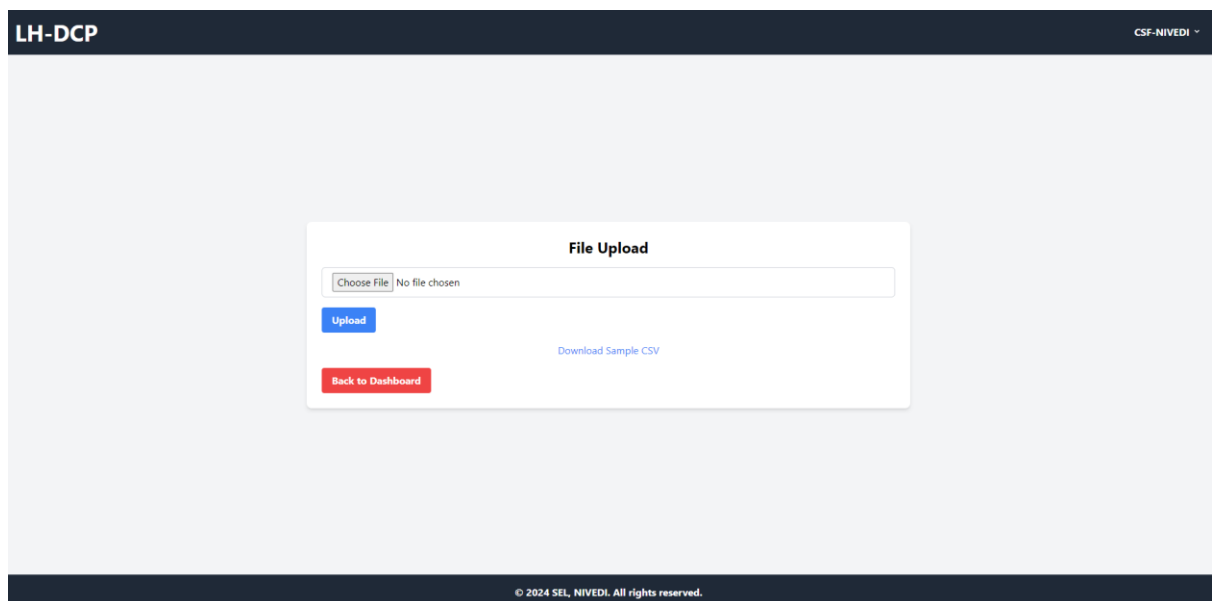 LH-DCP
CSF-NIVEDI
File Upload
Choose File No file chosen
Upload
Download Sample CSV
Back to Dashboard
© 2024 SEL, NIVEDI. All rights reserved.